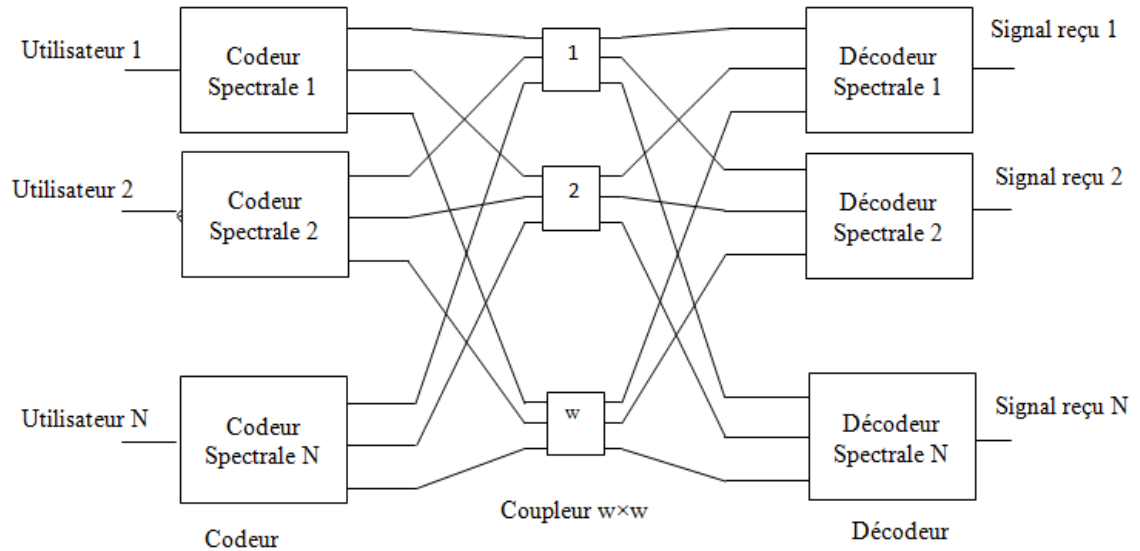 Utilisateur 1
Codeur
Spectrale 1
1
Décodeur
Spectrale 1
Signal reçu 1
Utilisateur 2
Codeur
Spectrale 2
2
Décodeur
Spectrale 2
Signal reçu 2
Utilisateur N
Codeur
Spectrale N
w
Décodeur
Spectrale N
Signal reçu N
Codeur
Coupleur w×w
Décodeur